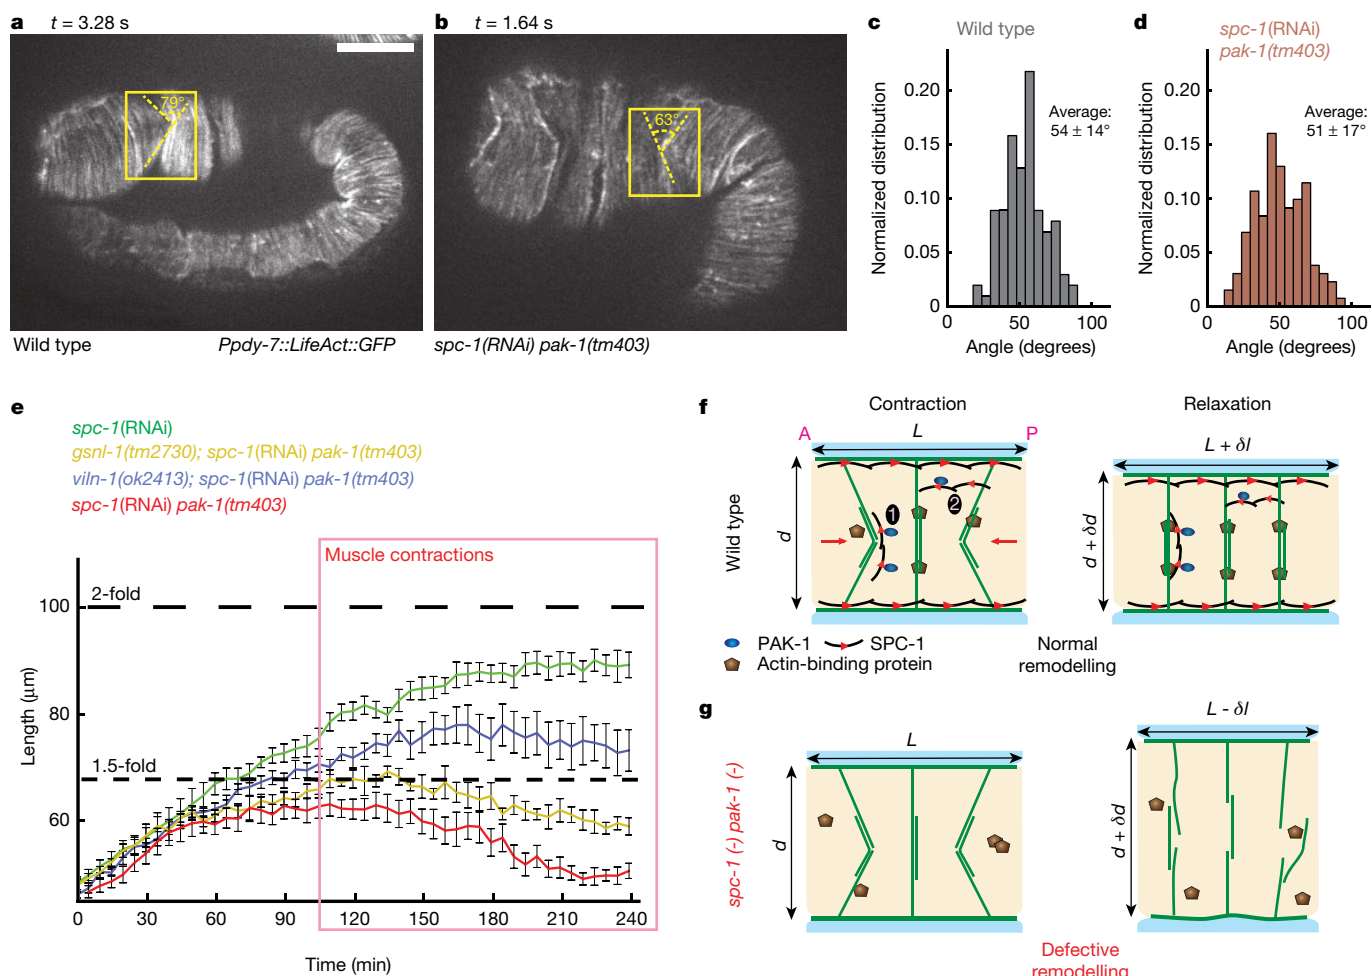 a
t = 3.28 s
79°
Wild type
Ppdy-7::LifeAct::GFP
b
t = 1.64 s
63°
spc-1(RNAi) pak-1(tm403)
c
Wild type
Normalized distribution
0.20
0.15
0.10
0.05
0
Average:
54 ± 14°
0
50
100
Angle (degrees)
d
spc-1(RNAi)
pak-1(tm403)
Normalized distribution
0.20
0.15
0.10
0.05
0
Average:
51 ± 17°
0
50
100
Angle (degrees)
e
spc-1(RNAi)
gsnl-1(tm2730); spc-1(RNAi) pak-1(tm403)
viln-1(ok2413); spc-1(RNAi) pak-1(tm403)
spc-1(RNAi) pak-1(tm403)
Muscle contractions
2-fold
1.5-fold
Length (μm)
100
80
60
0
30
60
90
120
150
180
210
240
Time (min)
f
Contraction
Relaxation
A
L
P
L + δl
Wild type
d
1
2
d + δd
PAK-1
SPC-1
Actin-binding protein
Normal
remodelling
g
spc-1 (-) pak-1 (-)
L
L - δl
d
d + δd
Defective
remodelling